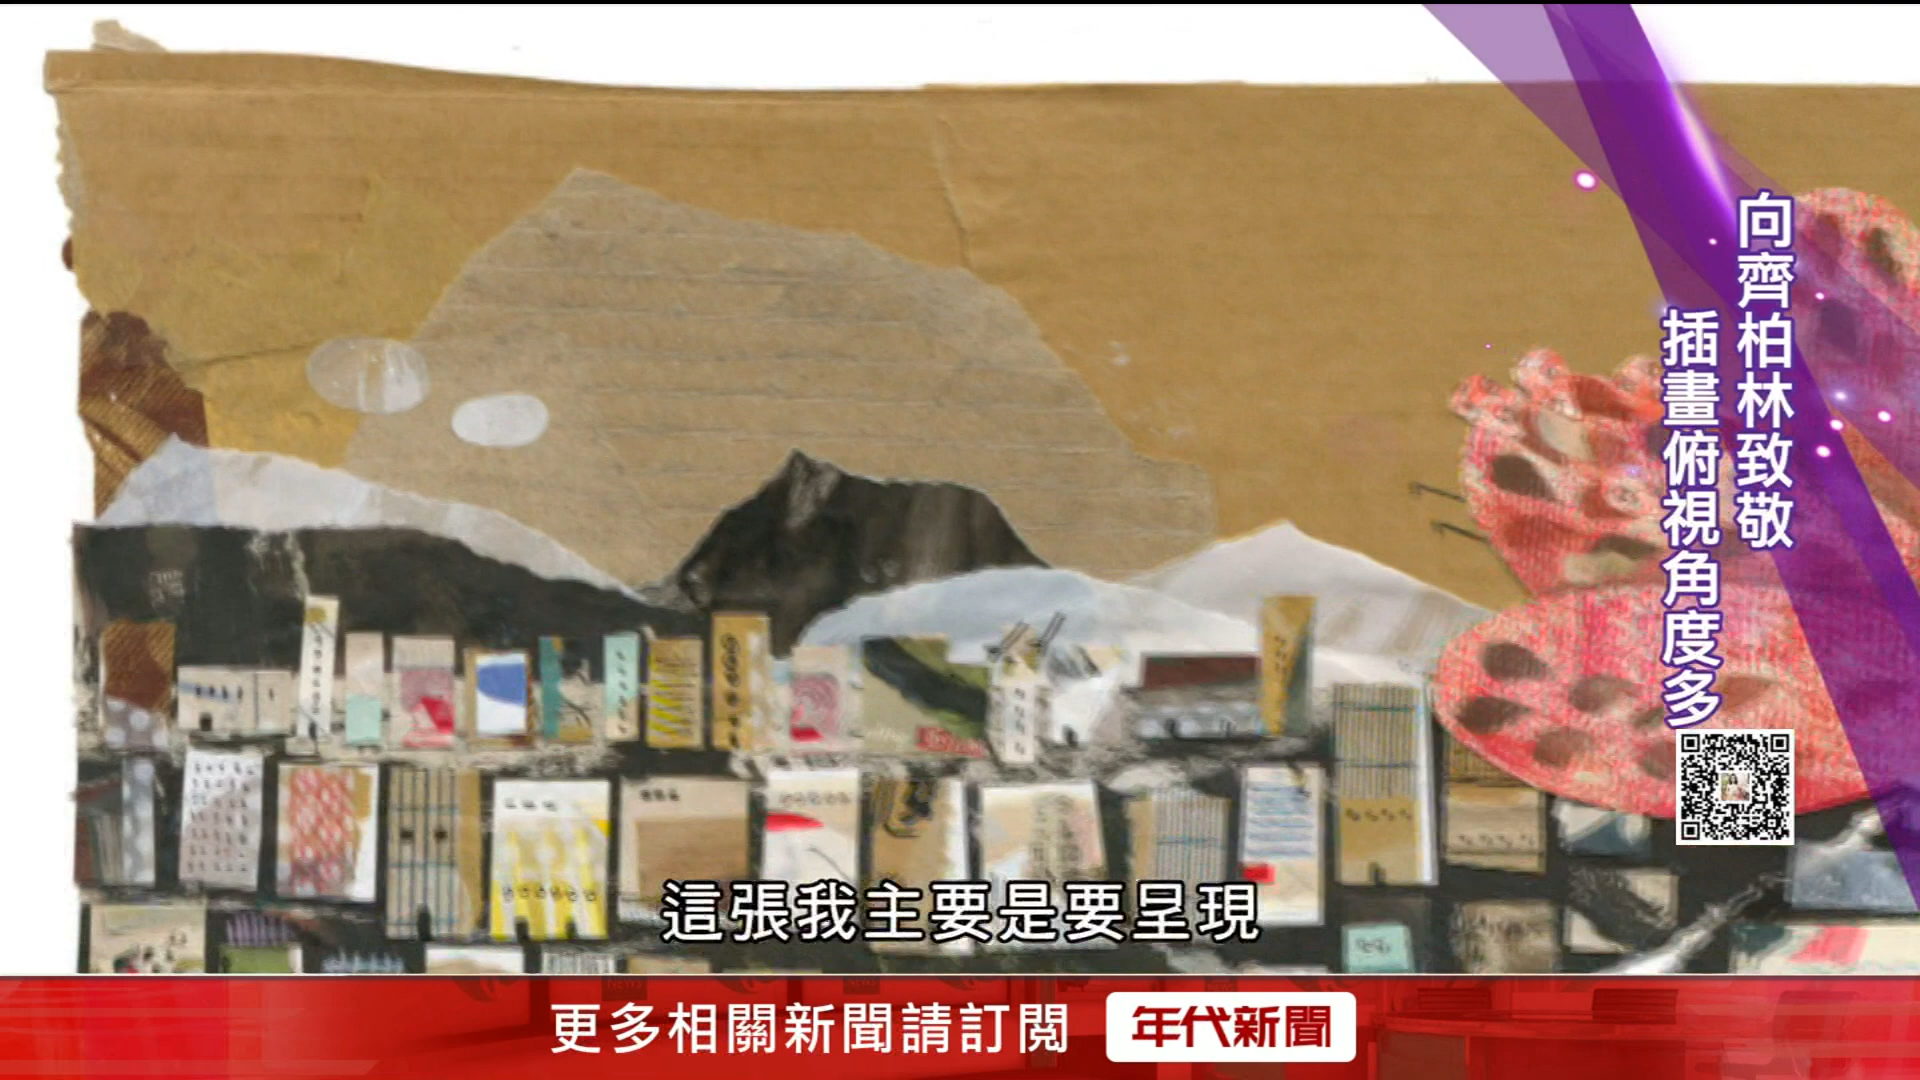 向齊柏林致敬
插畫俯視角度多
這張我主要是要呈現
更多相關新聞請訂閱
年代新聞